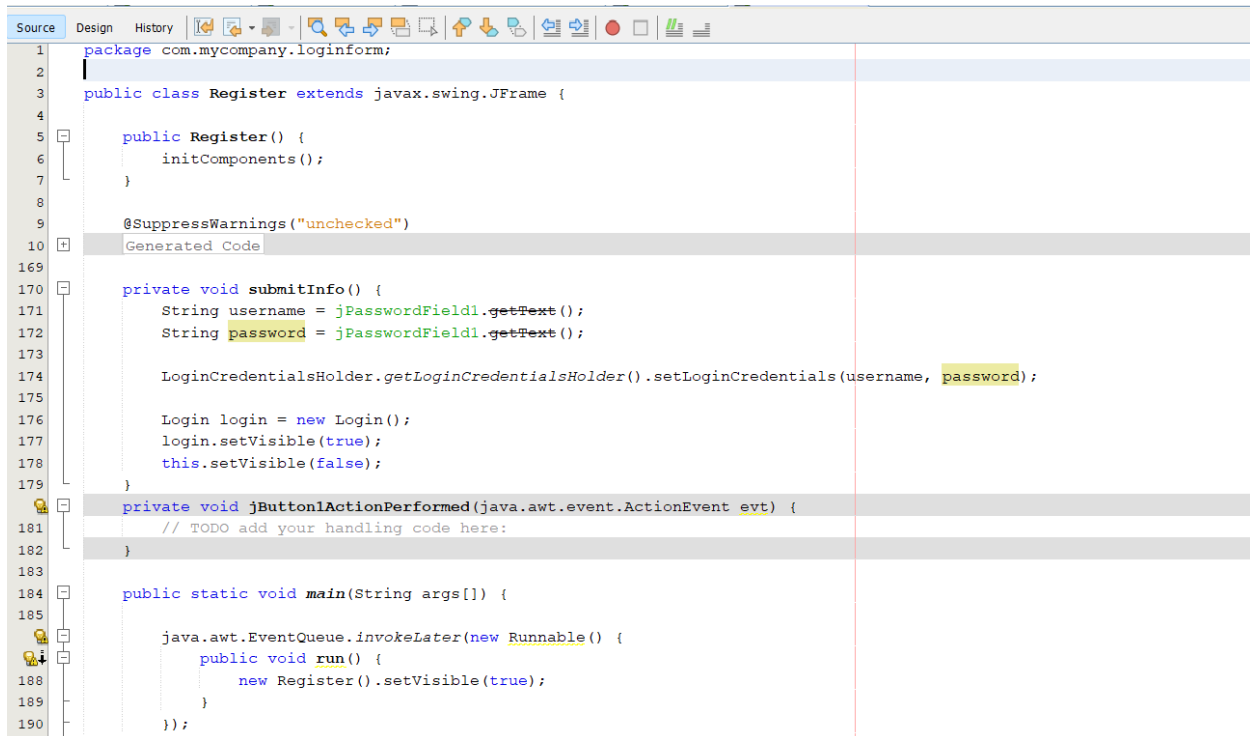 Source Design History
1 package com.mycompany.loginform;
2
3 public class Register extends javax.swing.JFrame {
4
5 public Register() {
6 initComponents();
7 }
8
9 @SuppressWarnings("unchecked")
10 Generated Code
169
170 private void submitInfo() {
171 String username = jPasswordField1.getText();
172 String password = jPasswordField1.getText();
173
174 LoginCredentialsHolder.getLoginCredentialsHolder().setLoginCredentials(username, password);
175
176 Login login = new Login();
177 login.setVisible(true);
178 this.setVisible(false);
179 }
private void jButton1ActionPerformed(java.awt.event.ActionEvent evt) {
181 // TODO add your handling code here:
182 }
183
184 public static void main(String args[]) {
185
java.awt.EventQueue.invokeLater(new Runnable() {
public void run() {
188 new Register().setVisible(true);
189 }
190 });